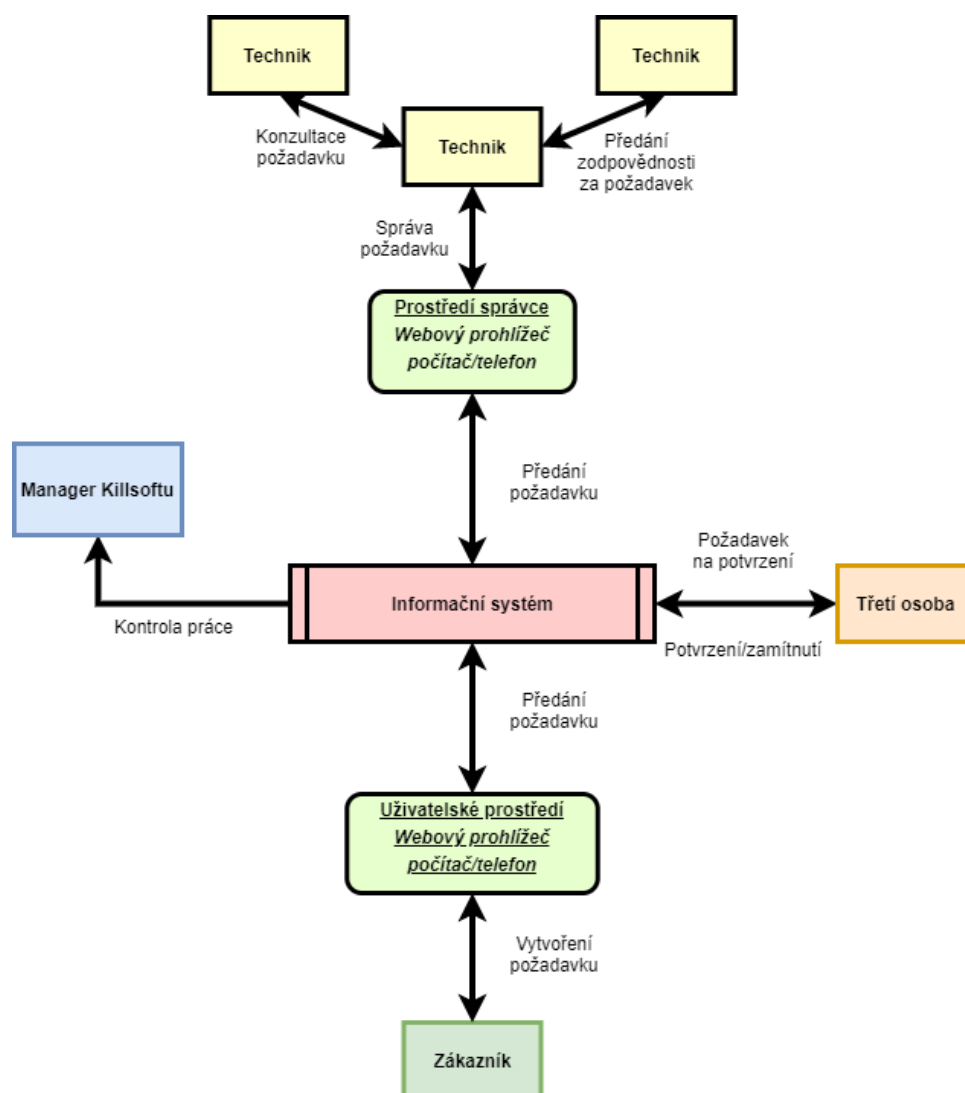 Technik
Technik
Konzultace
požadavku
Technik
Předání
zodpovědnosti
za požadavek
Správa
požadavku
Prostředí správce
Webový prohlížeč
počítač/telefon
Manager Killsoftu
Předání
požadavku
Požadavek
na potvrzení
Informační systém
Třetí osoba
Kontrola práce
Potvrzení/zamítnutí
Předání
požadavku
Uživatelské prostředí
Webový prohlížeč
počítač/telefon
Vytvoření
požadavku
Zákazník